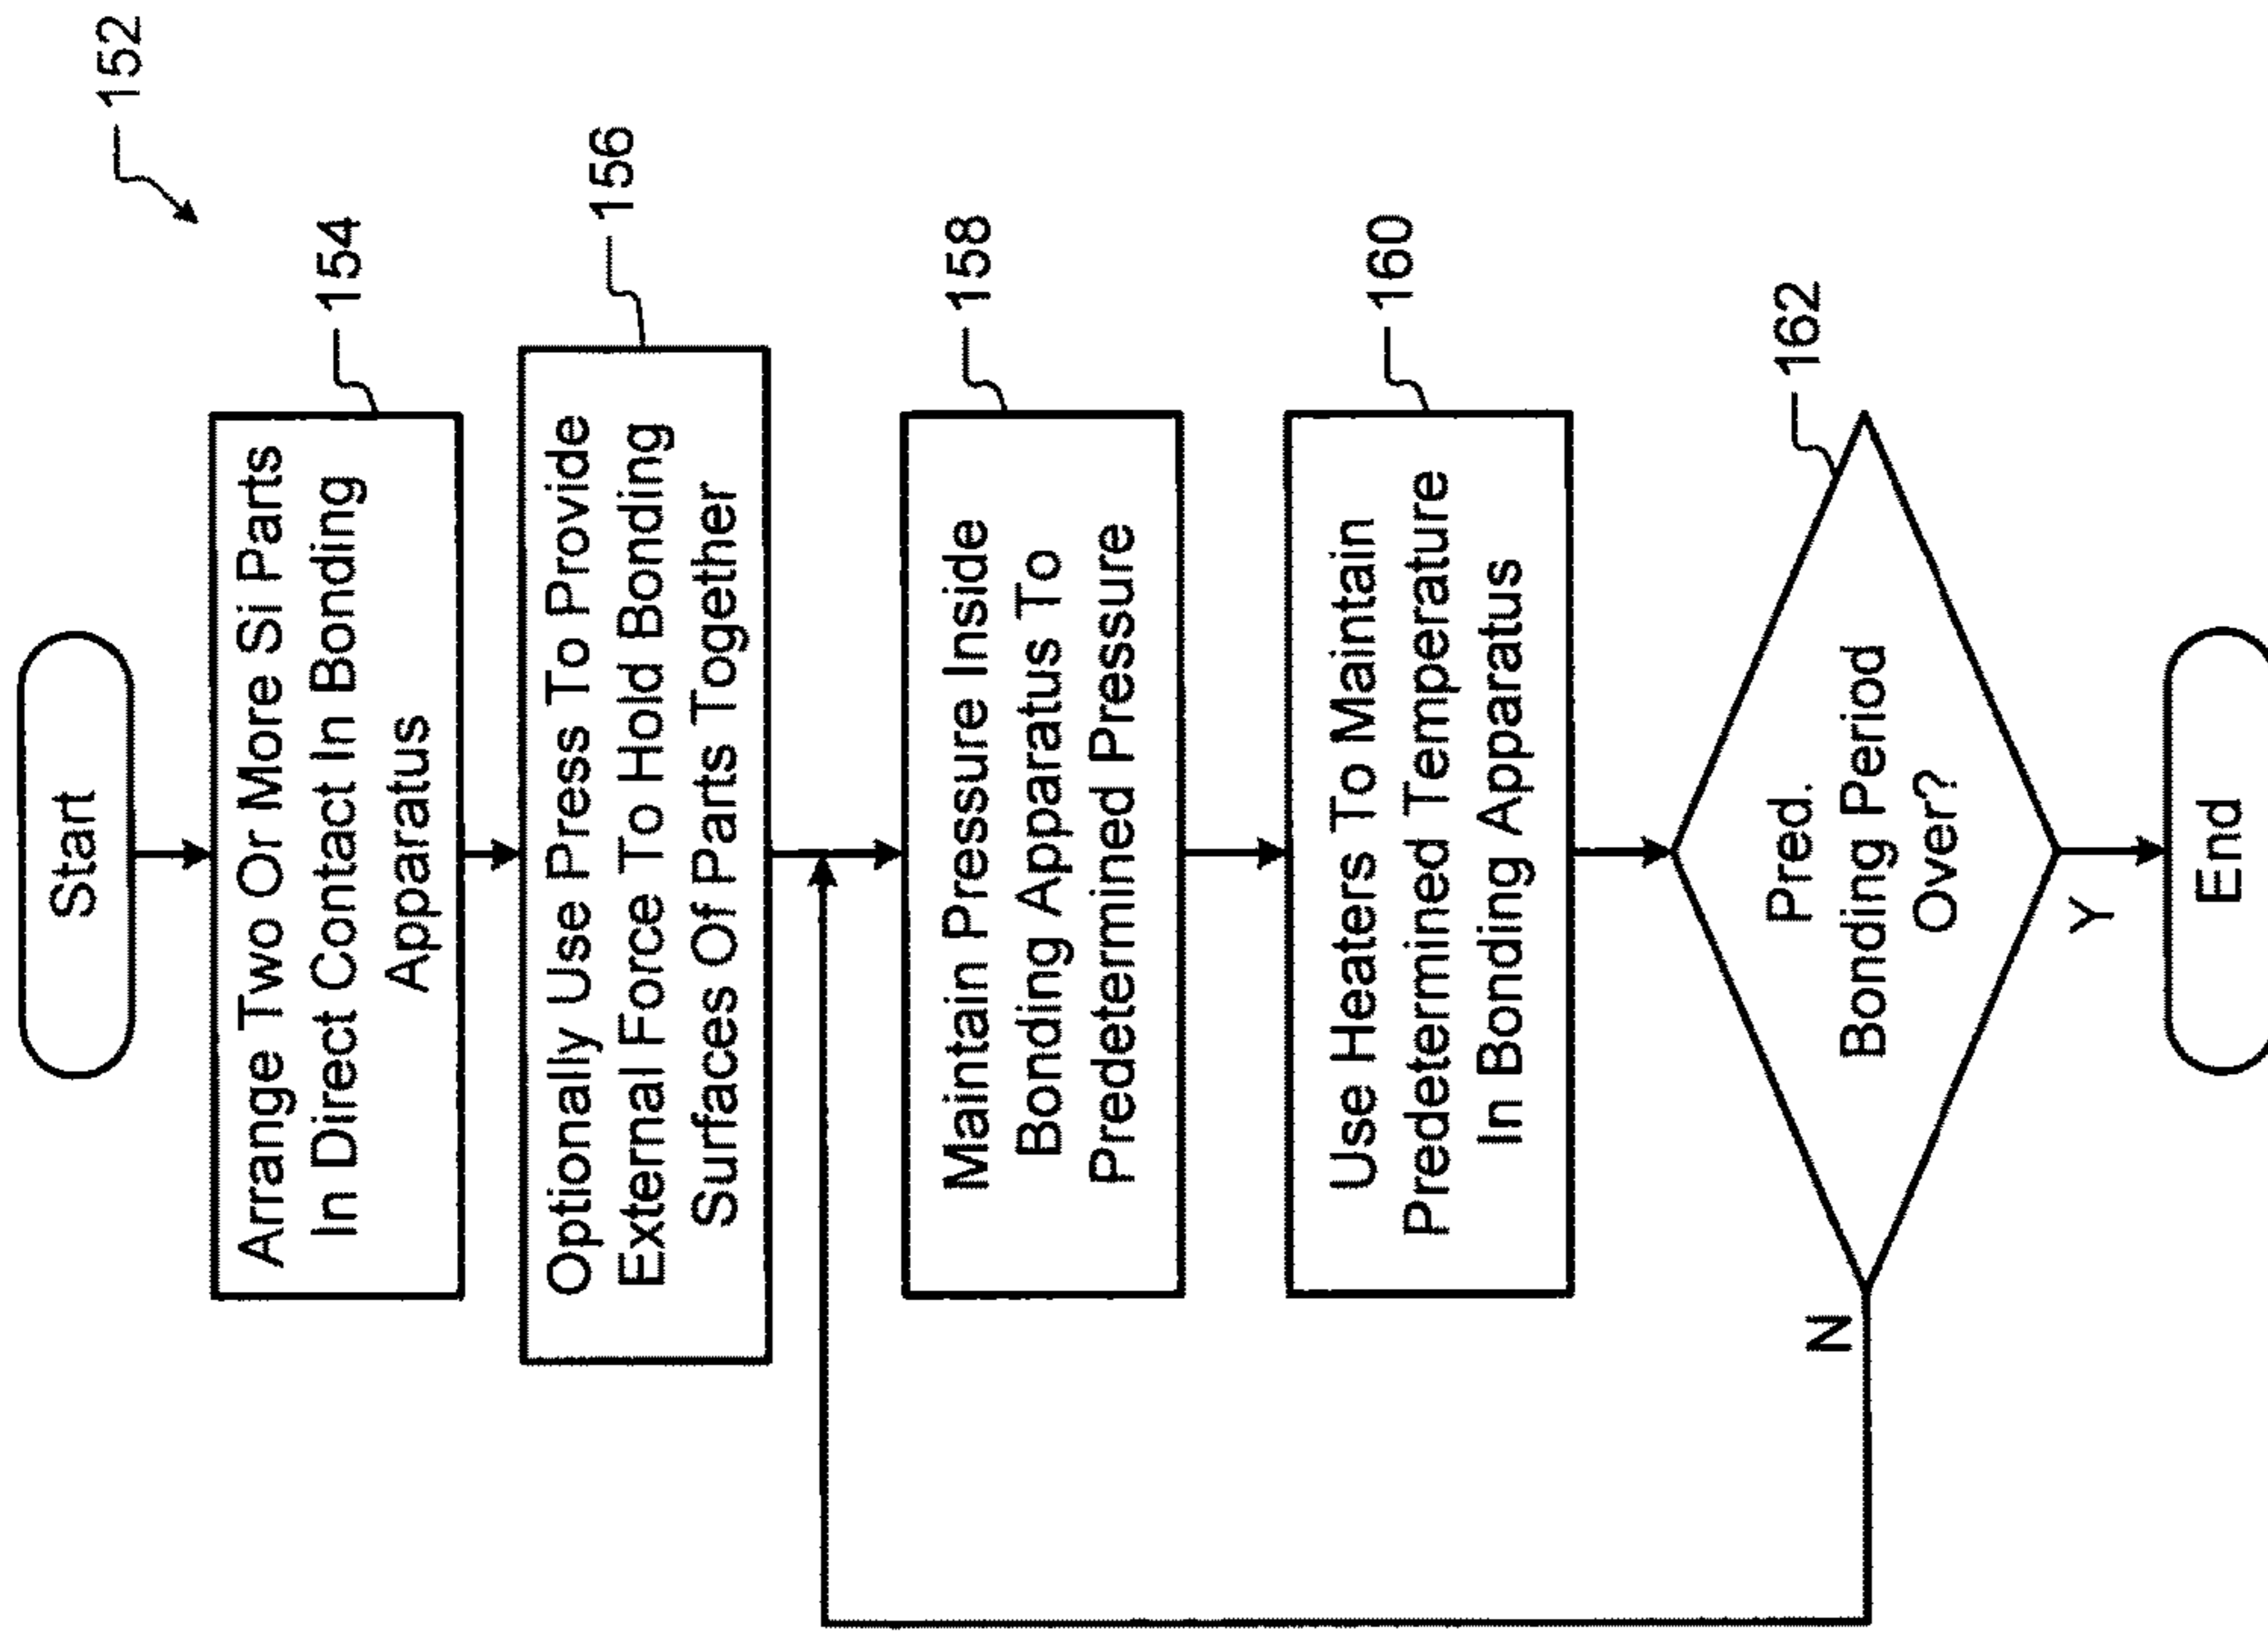 152
Start
Arrange Two Or More Si Parts
In Direct Contact In Bonding
Apparatus
154
Optionally Use Press To Provide
External Force To Hold Bonding
Surfaces Of Parts Together
156
Maintain Pressure Inside
Bonding Apparatus To
Predetermined Pressure
158
Use Heaters To Maintain
Predetermined Temperature
In Bonding Apparatus
160
Pred.
Bonding Period
Over?
162
N
Y
End